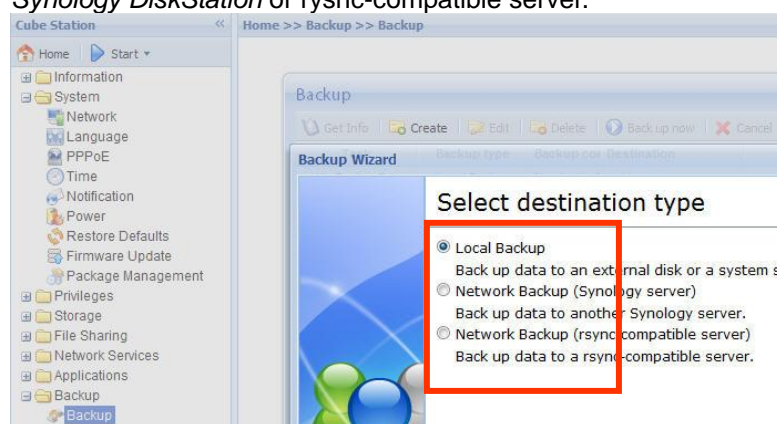 Synology DiskStation or rysnc-compatible server.
Cube Station «
Home >> Backup >> Backup
Home Start
Information
System
Network
Language
PPPoE
Time
Notification
Power
Restore Defaults
Firmware Update
Package Management
Privileges
Storage
File Sharing
Network Services
Applications
Backup
Backup
Backup
Get Info Create Edit Delete Back up now Cancel
Backup Wizard
Backup type Backup con Destination
Select destination type
Local Backup
Back up data to an external disk or a system s
Network Backup (Synology server)
Back up data to another Synology server.
Network Backup (rsync-compatible server)
Back up data to a rsync-compatible server.